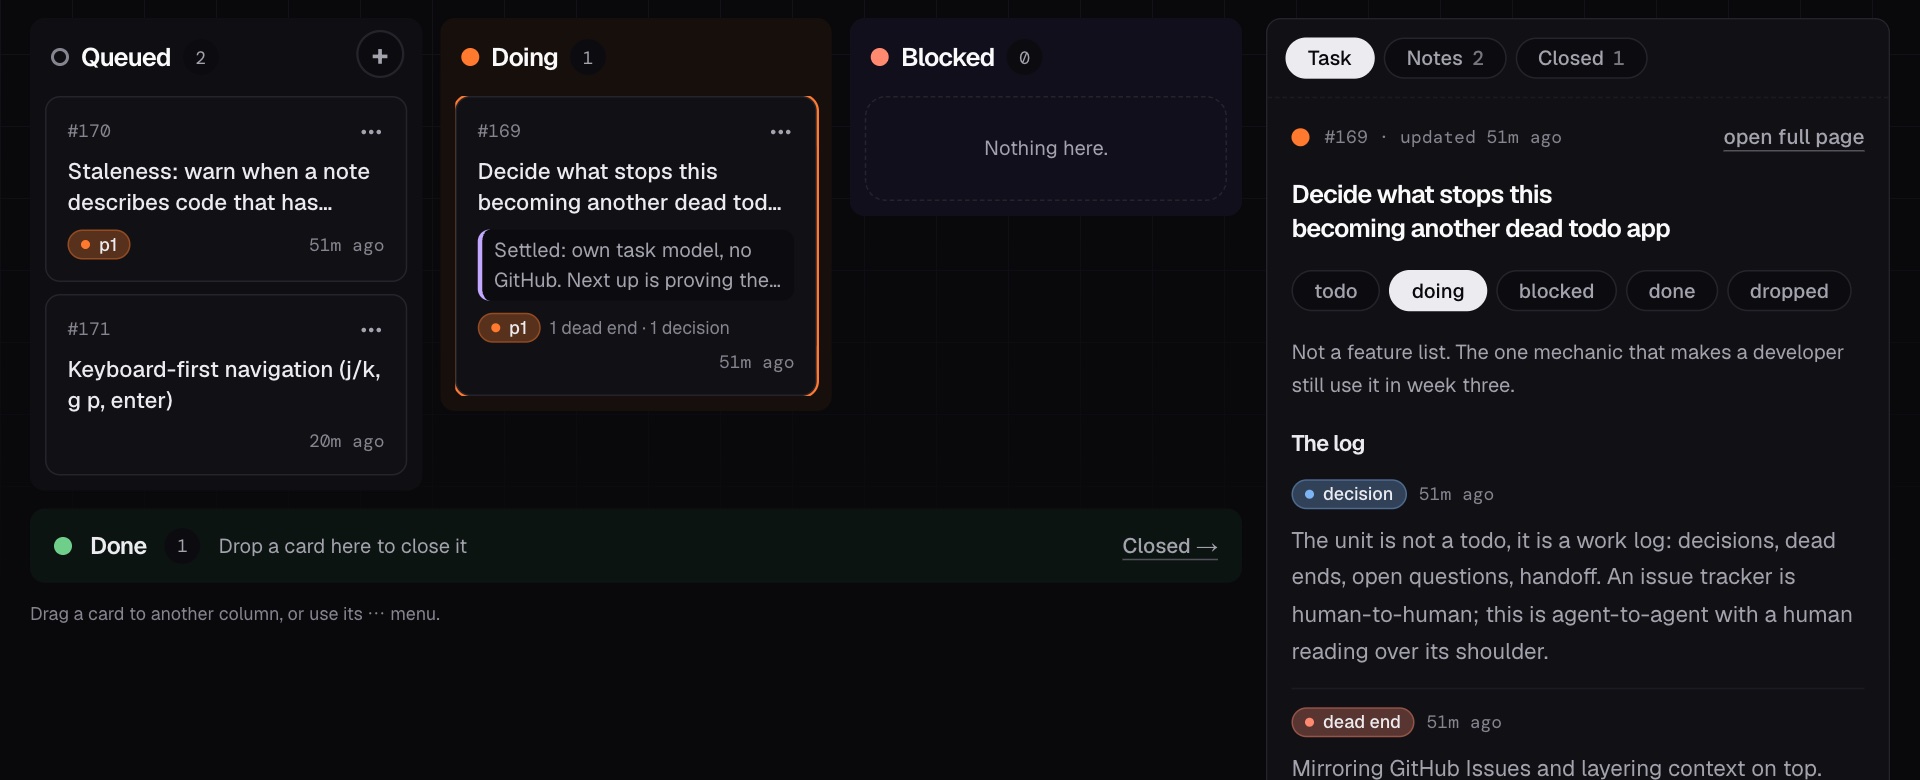 Queued 2 +
#170 •••
Staleness: warn when a note
describes code that has...
p1 51m ago
#171 •••
Keyboard-first navigation (j/k,
g p, enter)
20m ago
Doing 1
#169 •••
Decide what stops this
becoming another dead tod...
Settled: own task model, no
GitHub. Next up is proving the...
p1 1 dead end · 1 decision
51m ago
Blocked 0
Nothing here.
Done 1 Drop a card here to close it Closed →
Drag a card to another column, or use its ··· menu.
Task Notes 2 Closed 1
#169 · updated 51m ago open full page
Decide what stops this
becoming another dead todo app
todo doing blocked done dropped
Not a feature list. The one mechanic that makes a developer
still use it in week three.
The log
decision 51m ago
The unit is not a todo, it is a work log: decisions, dead
ends, open questions, handoff. An issue tracker is
human-to-human; this is agent-to-agent with a human
reading over its shoulder.
dead end 51m ago
Mirroring GitHub Issues and layering context on top.